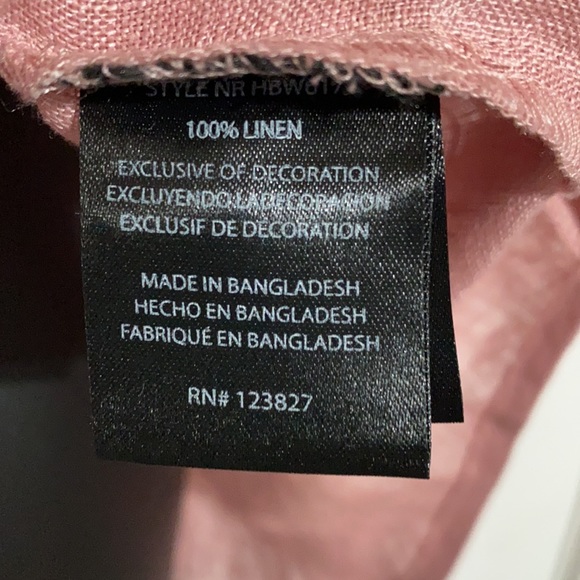 STYLE NR HBW617
100% LINEN
EXCLUSIVE OF DECORATION
EXCLUYENDO LA DECORACION
EXCLUSIF DE DECORATION
MADE IN BANGLADESH
HECHO EN BANGLADESH
FABRIQUÉ EN BANGLADESH
RN# 123827